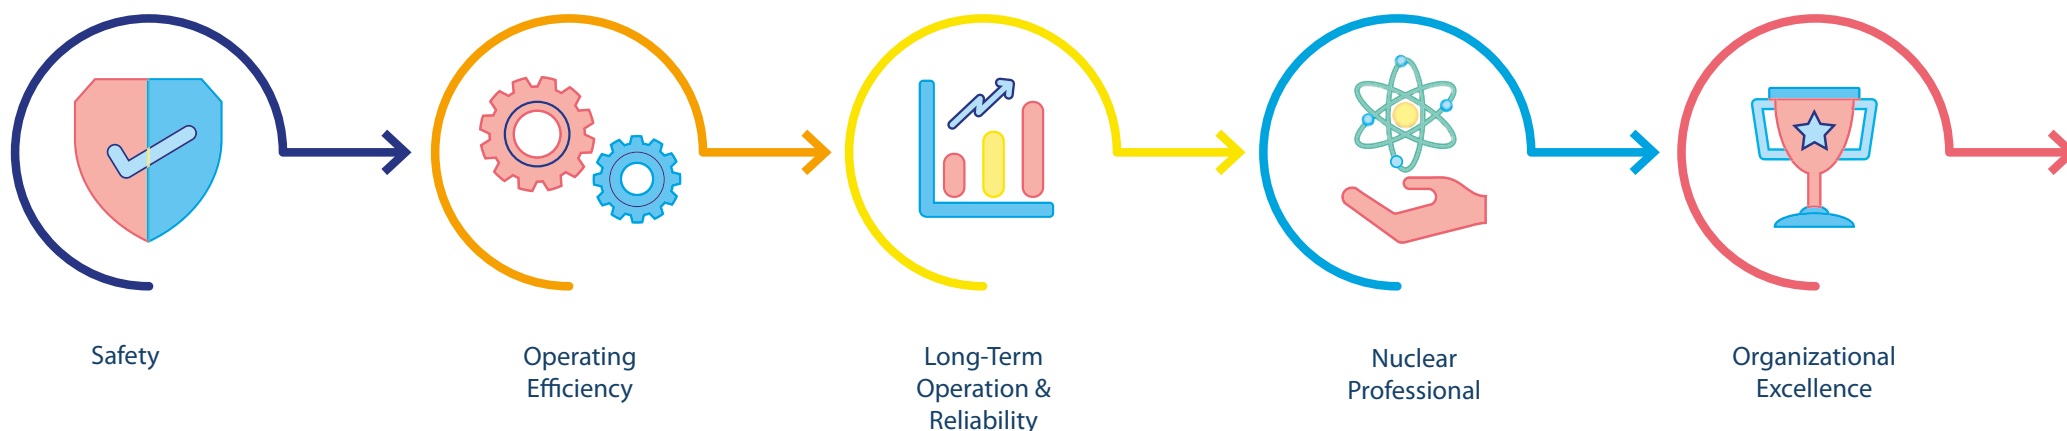 Safety
Operating
Efficiency
Long-Term
Operation &
Reliability
Nuclear
Professional
Organizational
Excellence